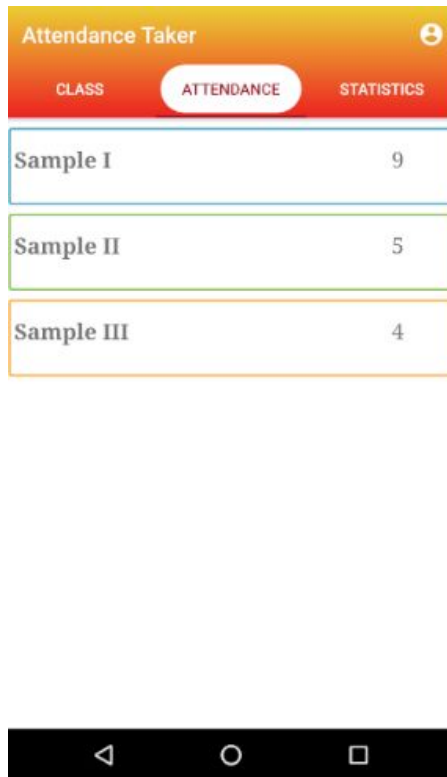 Attendance Taker
CLASS ATTENDANCE STATISTICS
Sample I 9
Sample II 5
Sample III 4